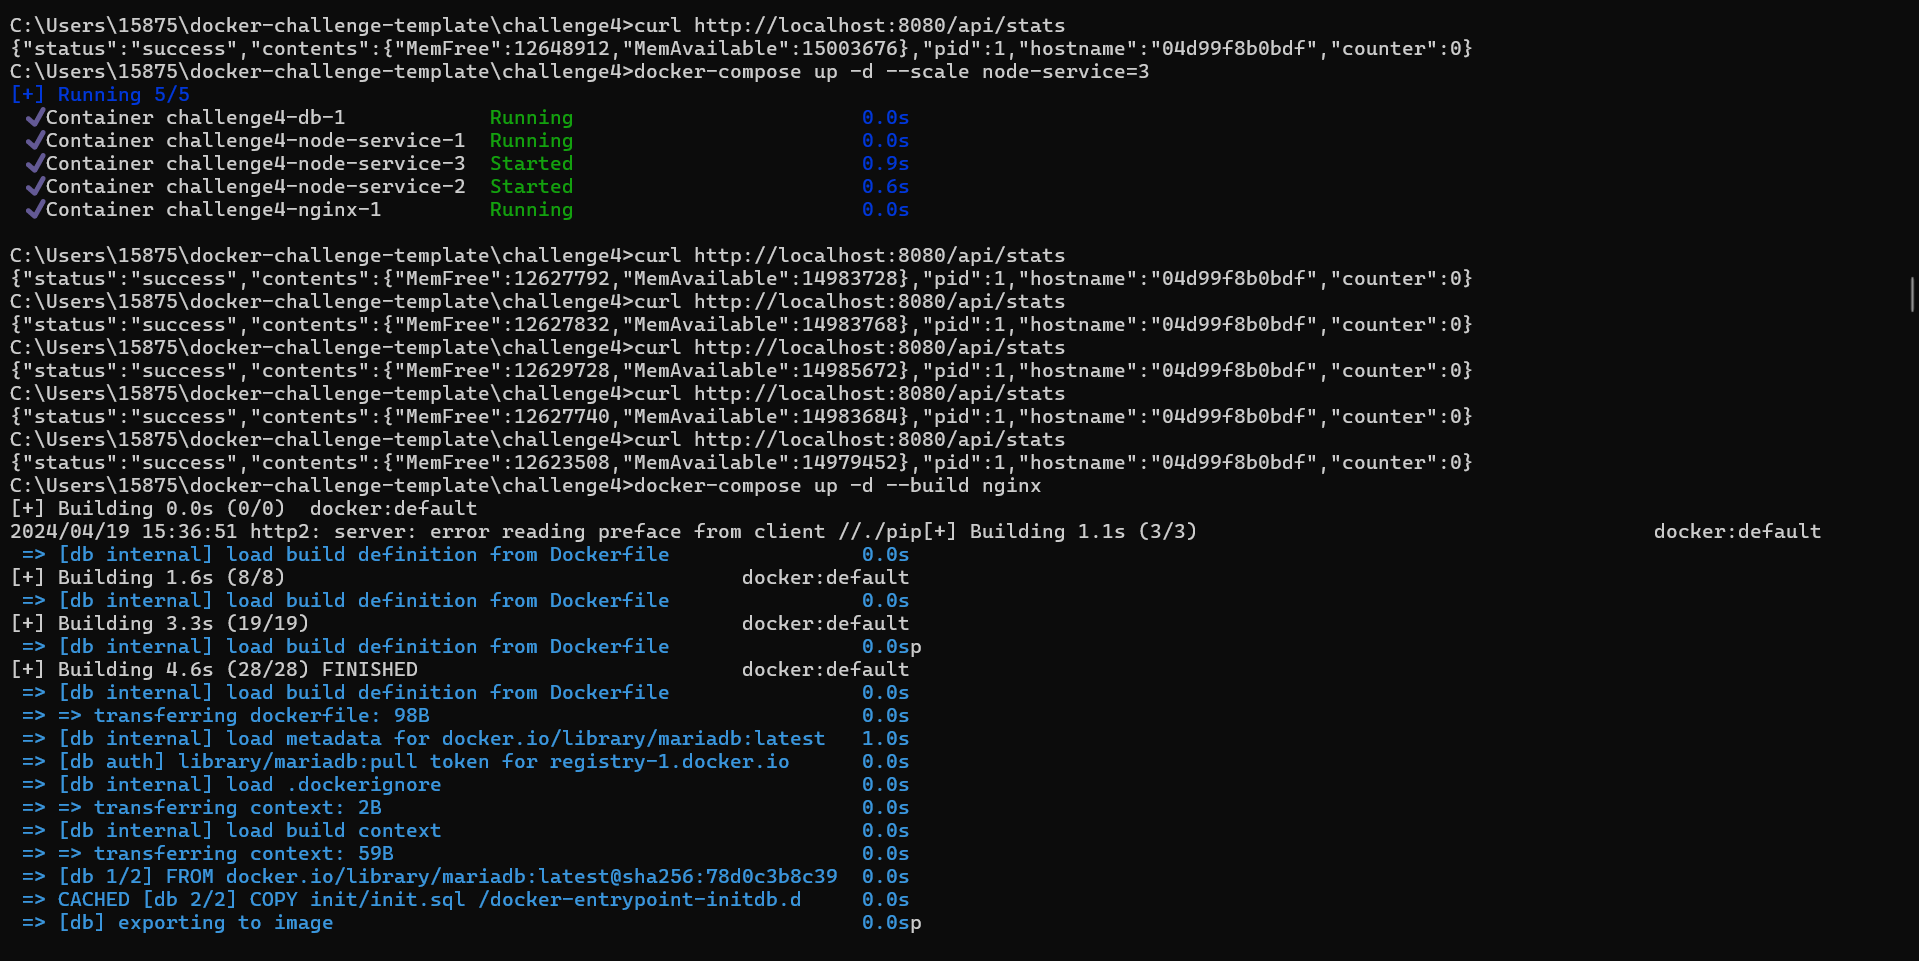 C:\Users\15875\docker-challenge-template\challenge4>curl http://localhost:8080/api/stats
{"status":"success","contents":{"MemFree":12648912,"MemAvailable":15003676},"pid":1,"hostname":"04d99f8b0bdf","counter":0}
C:\Users\15875\docker-challenge-template\challenge4>docker-compose up -d --scale node-service=3
[+] Running 5/5
✔Container challenge4-db-1 Running 0.0s
✔Container challenge4-node-service-1 Running 0.0s
✔Container challenge4-node-service-3 Started 0.9s
✔Container challenge4-node-service-2 Started 0.6s
✔Container challenge4-nginx-1 Running 0.0s
C:\Users\15875\docker-challenge-template\challenge4>curl http://localhost:8080/api/stats
{"status":"success","contents":{"MemFree":12627792,"MemAvailable":14983728},"pid":1,"hostname":"04d99f8b0bdf","counter":0}
C:\Users\15875\docker-challenge-template\challenge4>curl http://localhost:8080/api/stats
{"status":"success","contents":{"MemFree":12627832,"MemAvailable":14983768},"pid":1,"hostname":"04d99f8b0bdf","counter":0}
C:\Users\15875\docker-challenge-template\challenge4>curl http://localhost:8080/api/stats
{"status":"success","contents":{"MemFree":12629728,"MemAvailable":14985672},"pid":1,"hostname":"04d99f8b0bdf","counter":0}
C:\Users\15875\docker-challenge-template\challenge4>curl http://localhost:8080/api/stats
{"status":"success","contents":{"MemFree":12627740,"MemAvailable":14983684},"pid":1,"hostname":"04d99f8b0bdf","counter":0}
C:\Users\15875\docker-challenge-template\challenge4>curl http://localhost:8080/api/stats
{"status":"success","contents":{"MemFree":12623508,"MemAvailable":14979452},"pid":1,"hostname":"04d99f8b0bdf","counter":0}
C:\Users\15875\docker-challenge-template\challenge4>docker-compose up -d --build nginx
[+] Building 0.0s (0/0)  docker:default
2024/04/19 15:36:51 http2: server: error reading preface from client //./pip[+] Building 1.1s (3/3) docker:default
=> [db internal] load build definition from Dockerfile 0.0s
[+] Building 1.6s (8/8) docker:default
=> [db internal] load build definition from Dockerfile 0.0s
[+] Building 3.3s (19/19) docker:default
=> [db internal] load build definition from Dockerfile 0.0sp
[+] Building 4.6s (28/28) FINISHED docker:default
=> [db internal] load build definition from Dockerfile 0.0s
=> => transferring dockerfile: 98B 0.0s
=> [db internal] load metadata for docker.io/library/mariadb:latest 1.0s
=> [db auth] library/mariadb:pull token for registry-1.docker.io 0.0s
=> [db internal] load .dockerignore 0.0s
=> => transferring context: 2B 0.0s
=> [db internal] load build context 0.0s
=> => transferring context: 59B 0.0s
=> [db 1/2] FROM docker.io/library/mariadb:latest@sha256:78d0c3b8c39 0.0s
=> CACHED [db 2/2] COPY init/init.sql /docker-entrypoint-initdb.d 0.0s
=> [db] exporting to image 0.0sp